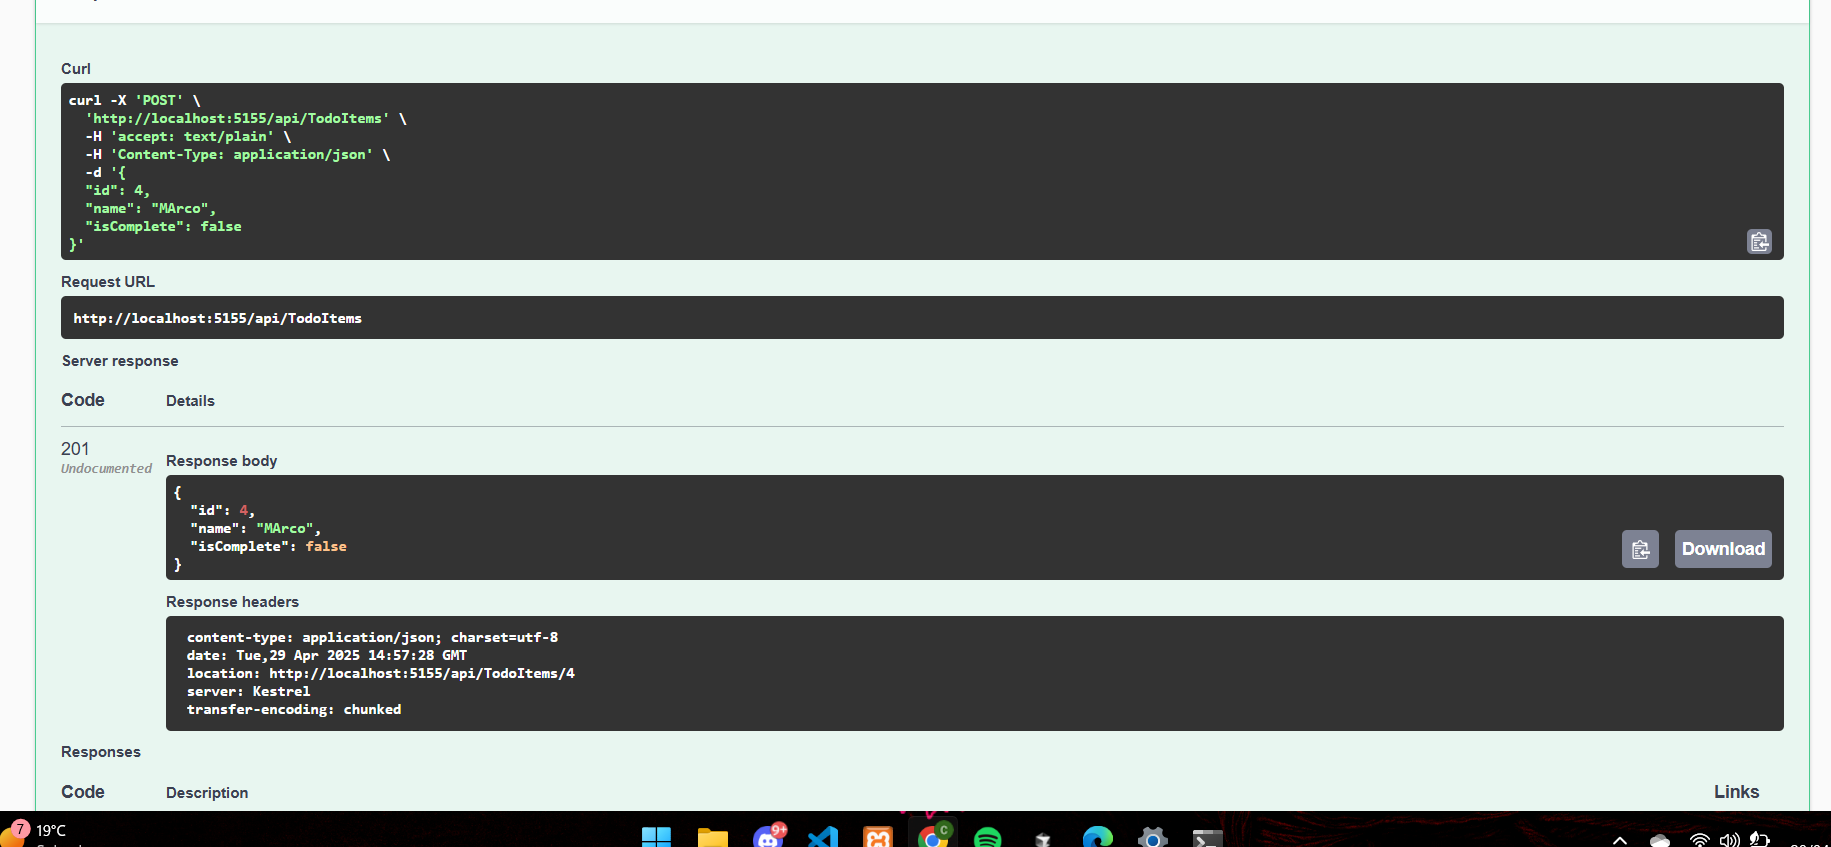 Curl
curl -X 'POST' \
'http://localhost:5155/api/TodoItems' \
-H 'accept: text/plain' \
-H 'Content-Type: application/json' \
-d '{
"id": 4,
"name": "MArco",
"isComplete": false
}'
Request URL
http://localhost:5155/api/TodoItems
Server response
Code Details
201
Undocumented
Response body
{
"id": 4,
"name": "MArco",
"isComplete": false
}
Download
Response headers
content-type: application/json; charset=utf-8
date: Tue,29 Apr 2025 14:57:28 GMT
location: http://localhost:5155/api/TodoItems/4
server: Kestrel
transfer-encoding: chunked
Responses
Code Description Links
7 19°C
9+
C